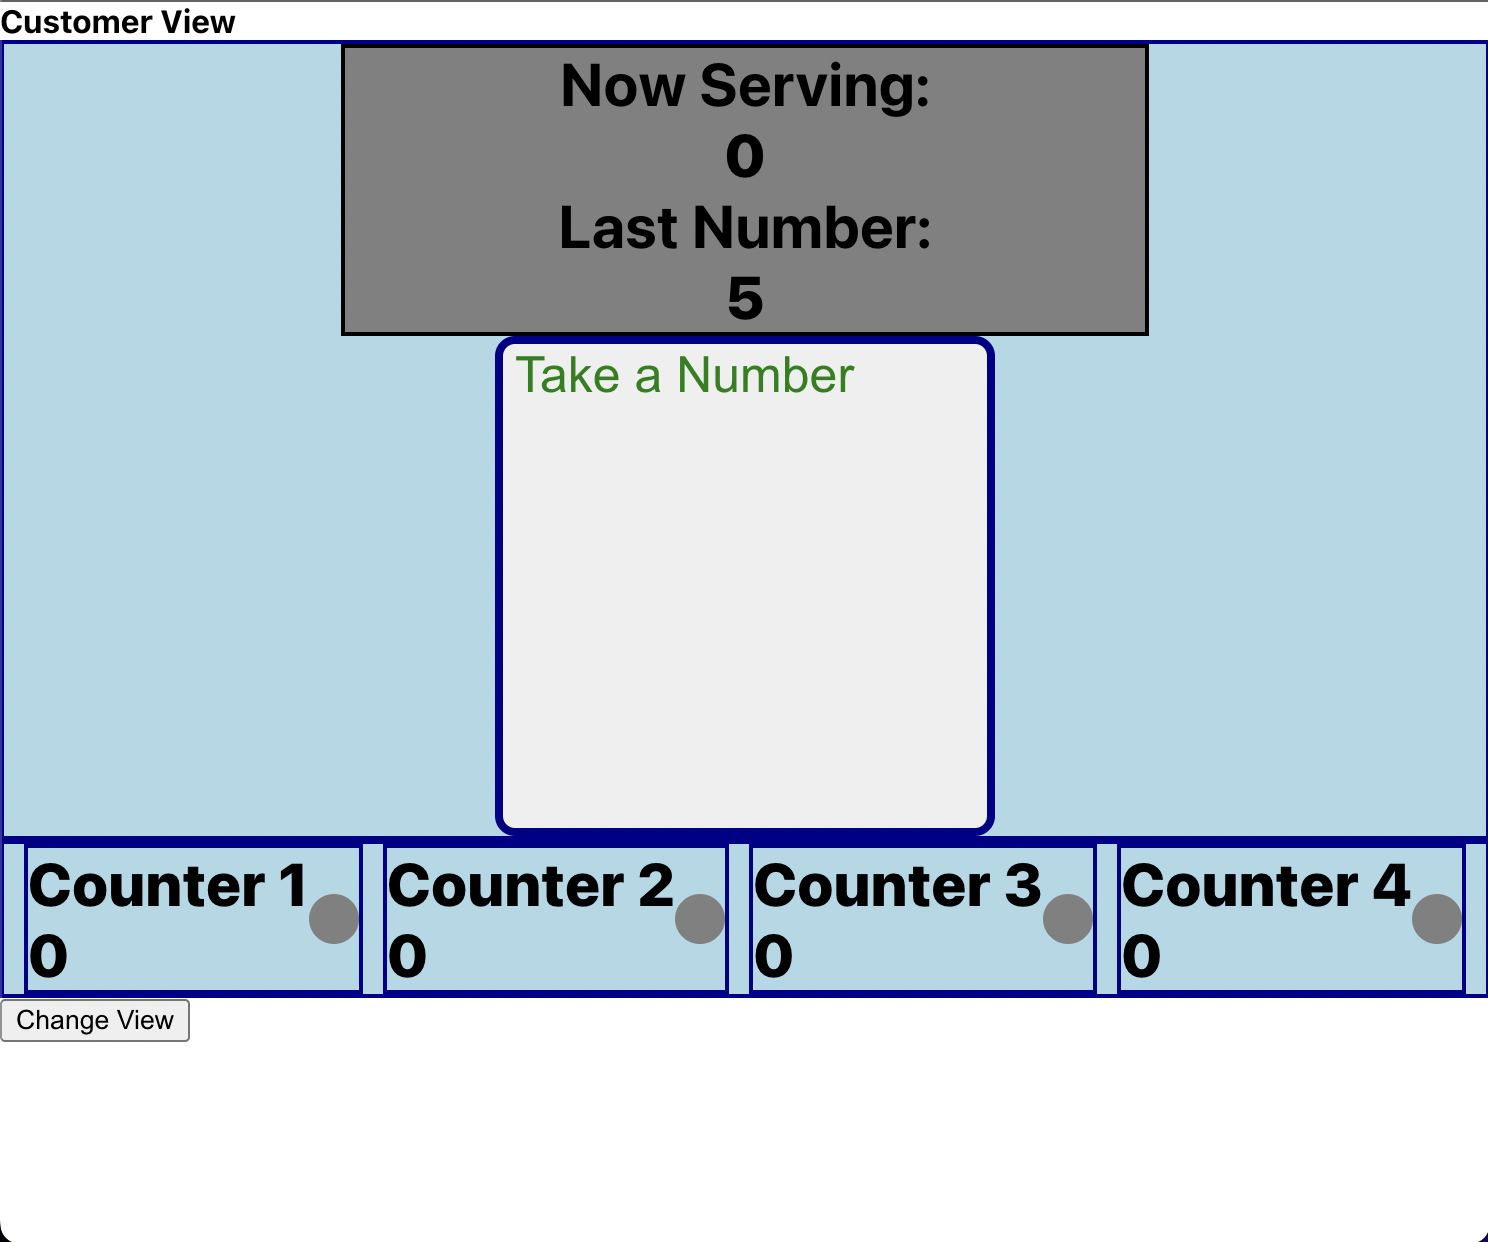 Customer View
Now Serving:
0
Last Number:
5
Take a Number
Counter 1
0
Counter 2
0
Counter 3
0
Counter 4
0
Change View